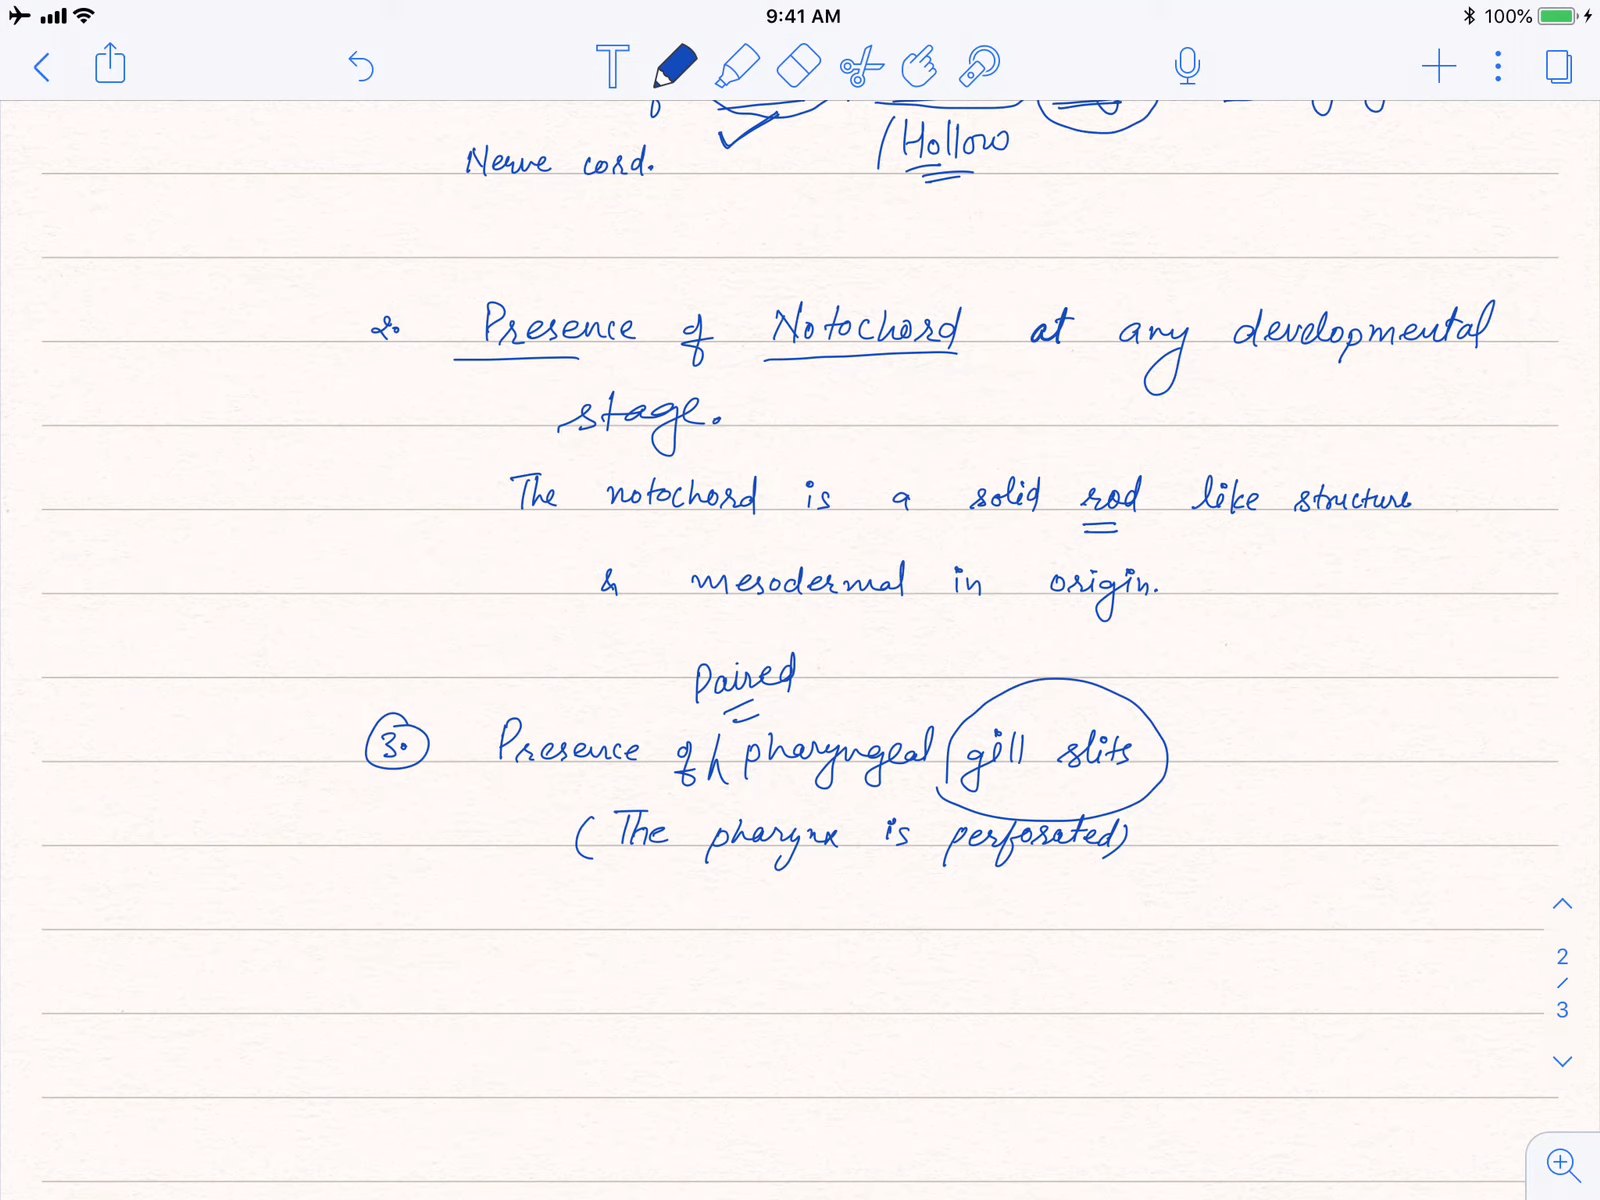 9:41 AM
100%
T
/Hollow
Nerve cord.
2. Presence of Notochord at any developmental
stage.
The notochord is a solid rod like structure
& mesodermal in origin.
Paired
3. Presence of pharyngeal gill slits
(The pharynx is perforated)
2
/
3